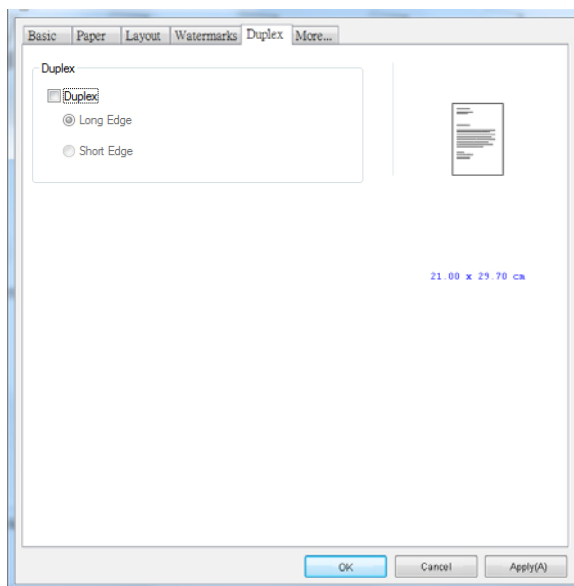 Basic Paper Layout Watermarks Duplex More...
Duplex
Duplex
Long Edge
Short Edge
21.00 x 29.70 cm
OK Cancel Apply(A)